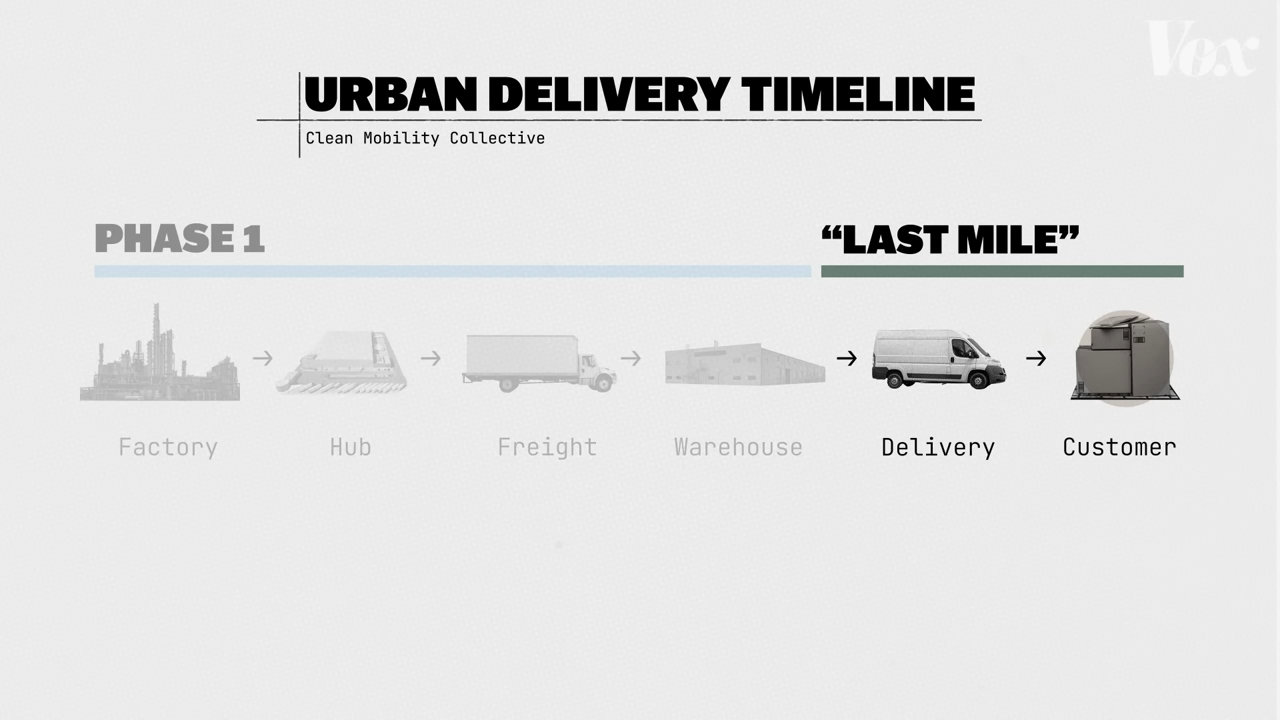 Vox
URBAN DELIVERY TIMELINE
Clean Mobility Collective
PHASE 1
“LAST MILE”
Factory
Hub
Freight
Warehouse
Delivery
Customer